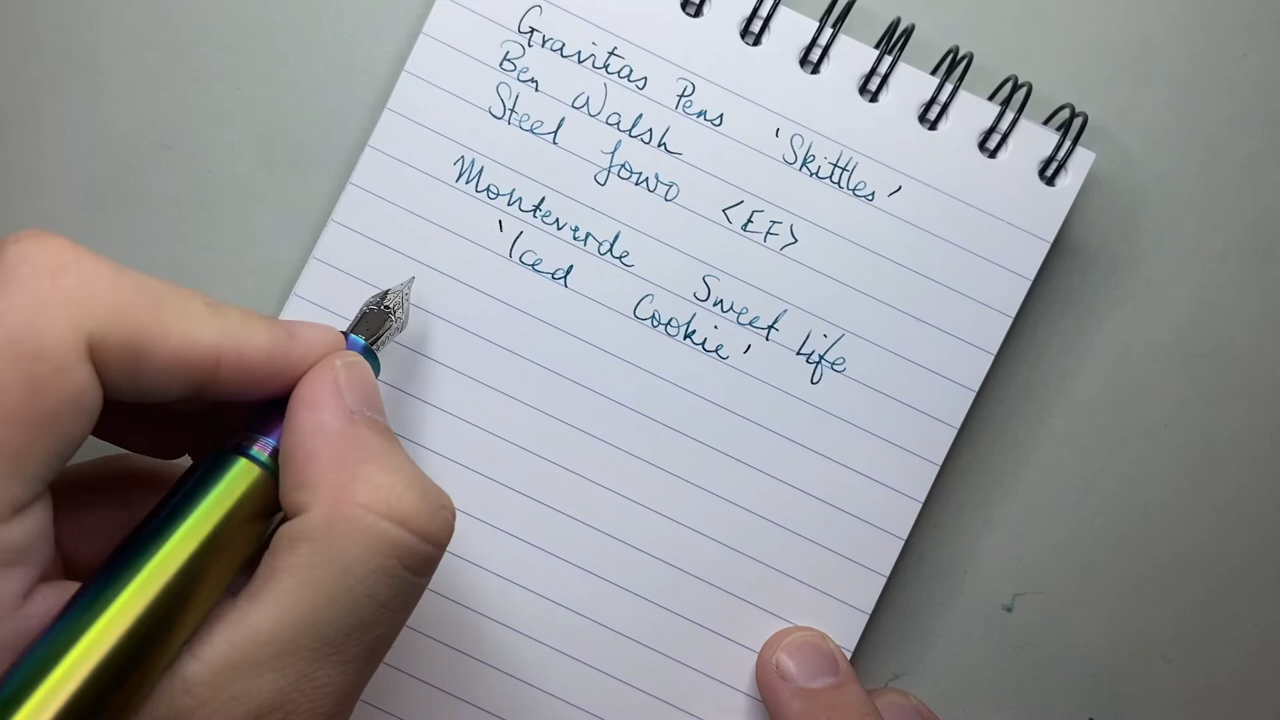 Gravitas Pens 'Skittles'
Ben Walsh
Steel Jowo <EF>
Monteverde Sweet Life
'Iced Cookie'